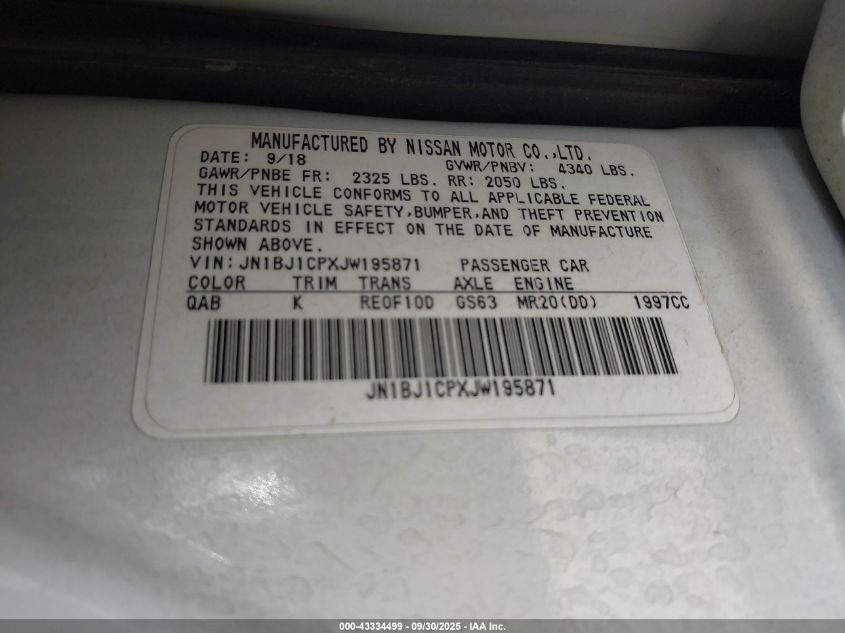 MANUFACTURED BY NISSAN MOTOR CO.,LTD.
DATE: 9/18 GVWR/PNBV: 4340 LBS.
GAWR/PNBE FR: 2325 LBS. RR: 2050 LBS.
THIS VEHICLE CONFORMS TO ALL APPLICABLE FEDERAL
MOTOR VEHICLE SAFETY,BUMPER,AND THEFT PREVENTION
STANDARDS IN EFFECT ON THE DATE OF MANUFACTURE
SHOWN ABOVE.
VIN: JN1BJ1CPXJW195871 PASSENGER CAR
COLOR TRIM TRANS AXLE ENGINE
QAB K RE0F10D GS63 MR20(DD) 1997CC
JN1BJ1CPXJW195871
000-43334499 - 09/30/2025 - IAA Inc.